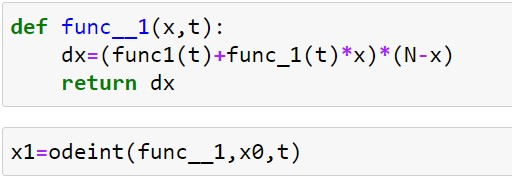 def func__1(x,t):
    dx=(func1(t)+func_1(t)*x)*(N-x)
    return dx
x1=odeint(func__1,x0,t)